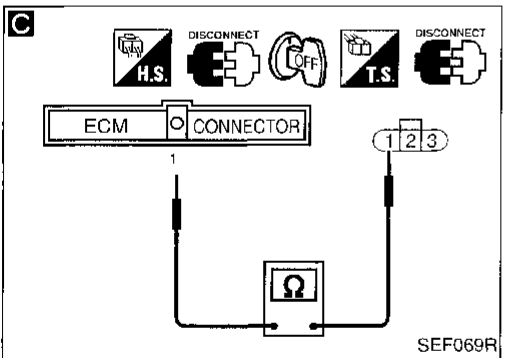 C
DISCONNECT
DISCONNECT
H.S.
OFF
T.S.
ECM CONNECTOR
1
1 2 3
Ω
SEF069R